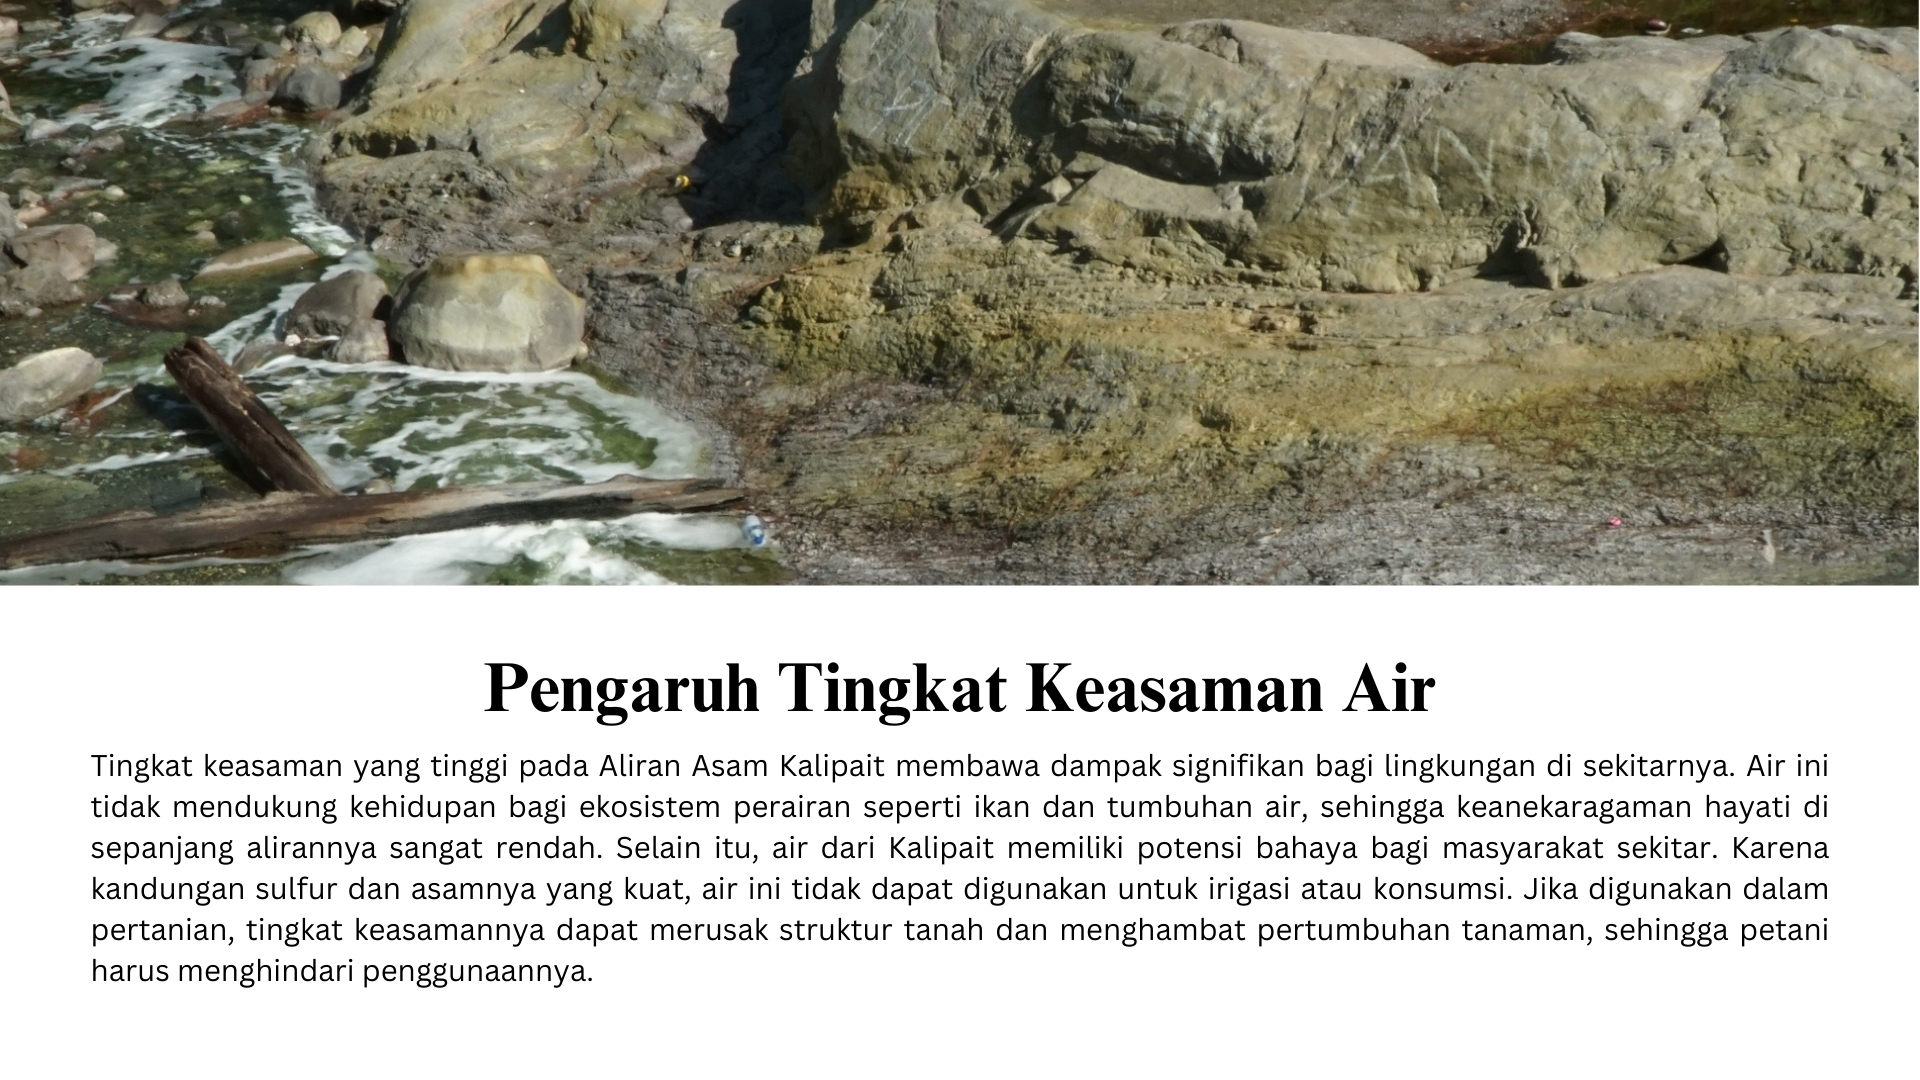 Pengaruh Tingkat Keasaman Air
Tingkat keasaman yang tinggi pada Aliran Asam Kalipait membawa dampak signifikan bagi lingkungan di sekitarnya. Air ini
tidak mendukung kehidupan bagi ekosistem perairan seperti ikan dan tumbuhan air, sehingga keanekaragaman hayati di
sepanjang alirannya sangat rendah. Selain itu, air dari Kalipait memiliki potensi bahaya bagi masyarakat sekitar. Karena
kandungan sulfur dan asamnya yang kuat, air ini tidak dapat digunakan untuk irigasi atau konsumsi. Jika digunakan dalam
pertanian, tingkat keasamannya dapat merusak struktur tanah dan menghambat pertumbuhan tanaman, sehingga petani
harus menghindari penggunaannya.